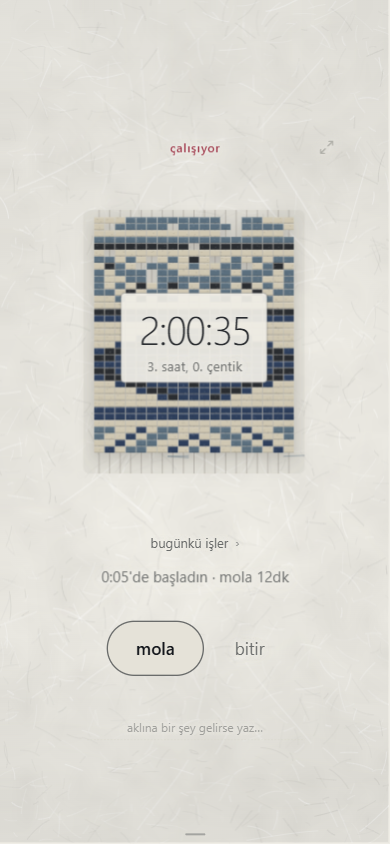 çalışıyor
2:00:35
3. saat, 0. çentik
bugünkü işler ›
0:05'de başladın · mola 12dk
mola
bitir
aklına bir şey gelirse yaz...